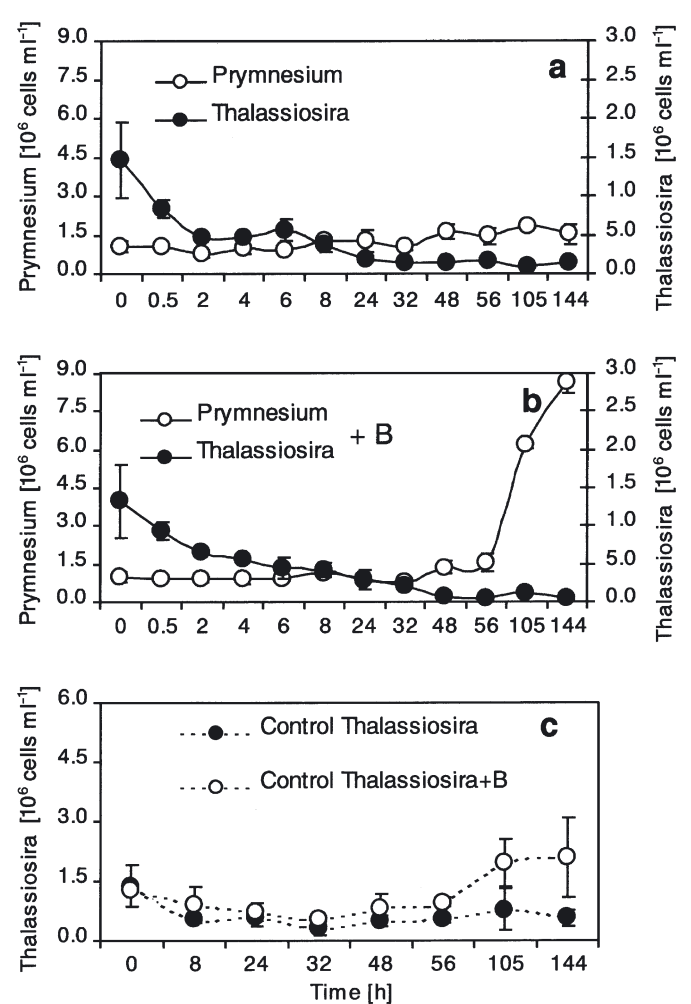 Prymnesium [10⁶ cells ml⁻¹]
9.0
7.5
6.0
4.5
3.0
1.5
0.0
a
Prymnesium
Thalassiosira
3.0
2.5
2.0
1.5
1.0
5.0
0.0
Thalassiosira [10⁶ cells ml⁻¹]
0 0.5 2 4 6 8 24 32 48 56 105 144
Prymnesium [10⁶ cells ml⁻¹]
9.0
7.5
6.0
4.5
3.0
1.5
0.0
b
Prymnesium
Thalassiosira
+ B
3.0
2.5
2.0
1.5
1.0
5.0
0.0
Thalassiosira [10⁶ cells ml⁻¹]
0 0.5 2 4 6 8 24 32 48 56 105 144
Thalassiosira [10⁶ cells ml⁻¹]
6.0
4.5
3.0
1.5
0.0
c
Control Thalassiosira
Control Thalassiosira+B
0 8 24 32 48 56 105 144
Time [h]